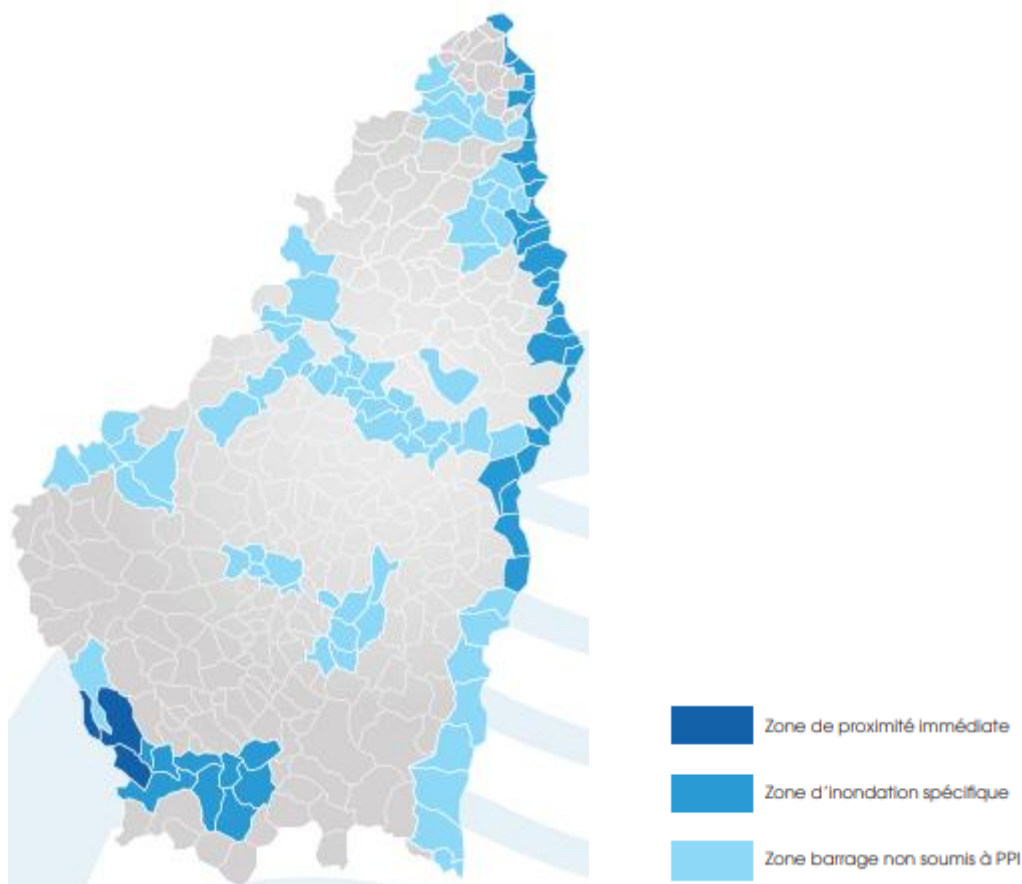 Zone de proximité immédiate
Zone d'inondation spécifique
Zone barrage non soumis à PPI